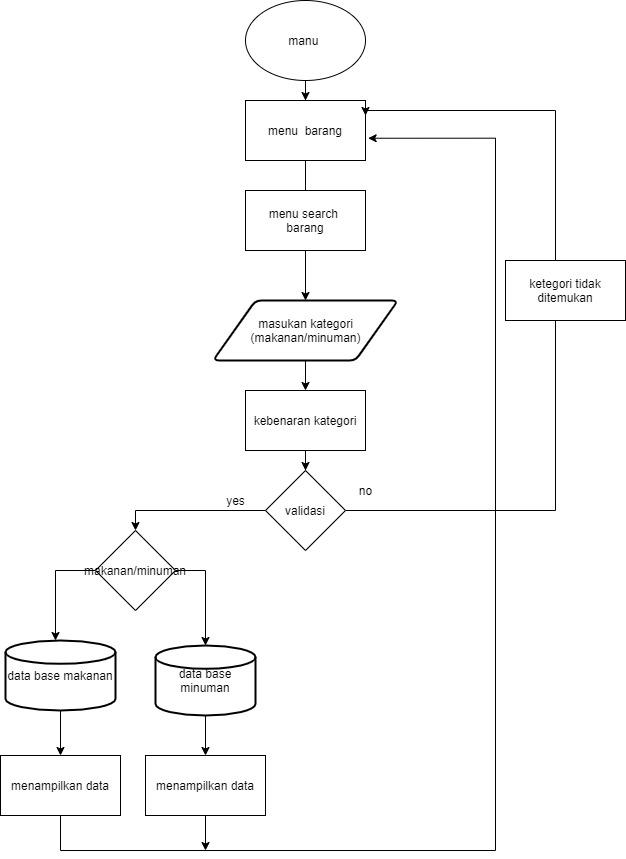 manu
menu barang
menu search
barang
ketegori tidak
ditemukan
masukan kategori
(makanan/minuman)
kebenaran kategori
no
yes
validasi
makanan/minuman
data base makanan
data base
minuman
menampilkan data
menampilkan data